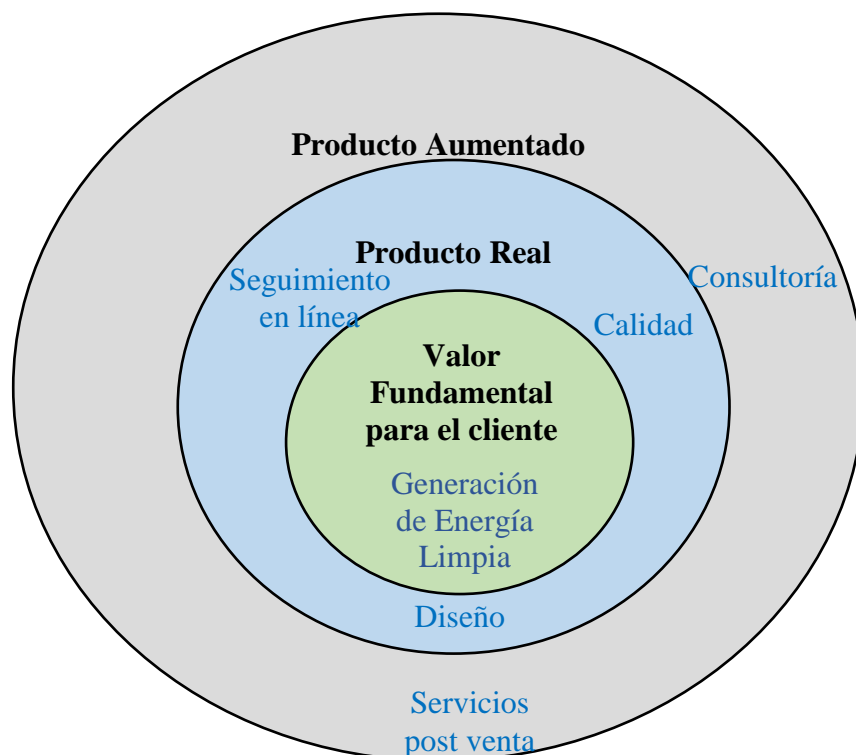 Producto Aumentado
Producto Real
Seguimiento
en línea
Consultoría
Calidad
Valor
Fundamental
para el cliente
Generación
de Energía
Limpia
Diseño
Servicios
post venta